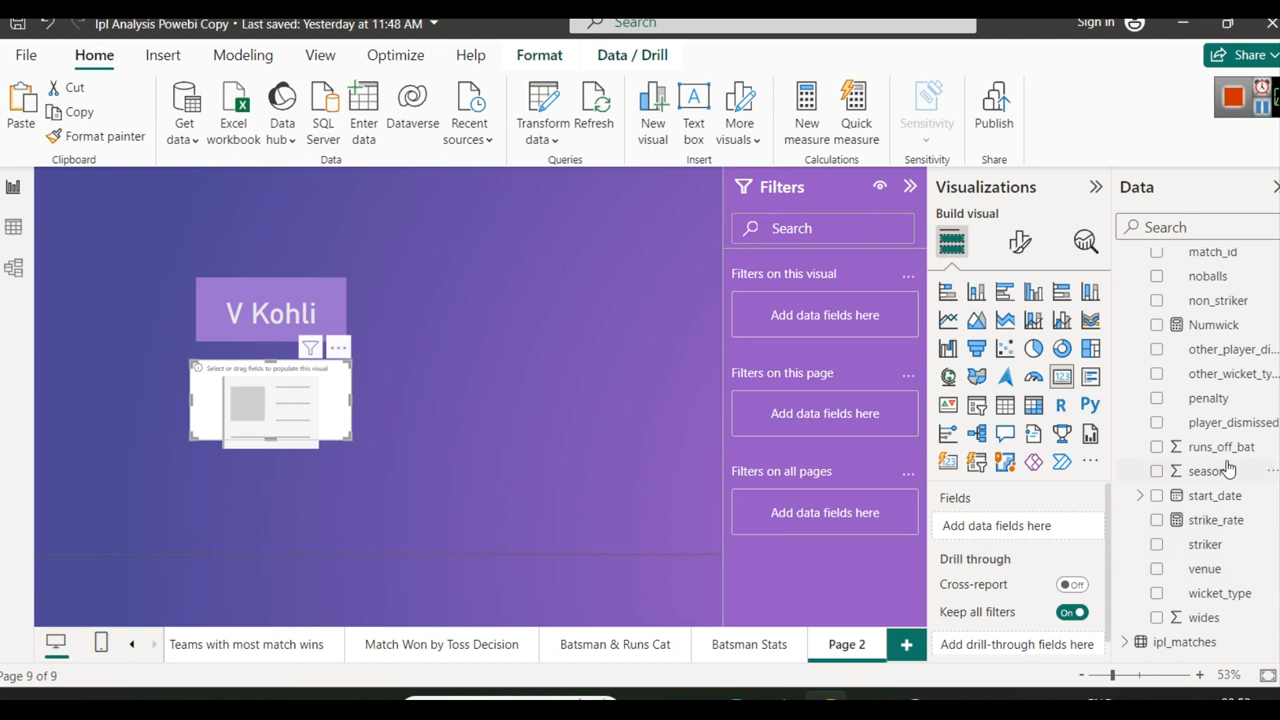 Ipl Analysis Powebi Copy • Last saved: Yesterday at 11:48 AM
Search
Sign in
File
Home
Insert
Modeling
View
Optimize
Help
Format
Data / Drill
Share
Paste
Cut
Copy
Format painter
Get data
Excel workbook
Data hub
SQL Server
Enter data
Dataverse
Recent sources
Transform data
Refresh
New visual
Text box
More visuals
New measure
Quick measure
Sensitivity
Publish
Clipboard
Data
Queries
Insert
Calculations
Sensitivity
Share
V Kohli
Select or drag fields to populate this visual
Filters
Search
Filters on this visual
...
Add data fields here
Filters on this page
...
Add data fields here
Filters on all pages
...
Add data fields here
Visualizations
Build visual
123
R
Py
123
...
Fields
Add data fields here
Drill through
Cross-report
Off
Keep all filters
On
Add drill-through fields here
Data
Search
match_id
noballs
non_striker
Numwick
other_player_di...
other_wicket_ty...
penalty
player_dismissed
runs_off_bat
season
start_date
strike_rate
striker
venue
wicket_type
wides
ipl_matches
Teams with most match wins
Match Won by Toss Decision
Batsman & Runs Cat
Batsman Stats
Page 2
Page 9 of 9
- + 53%